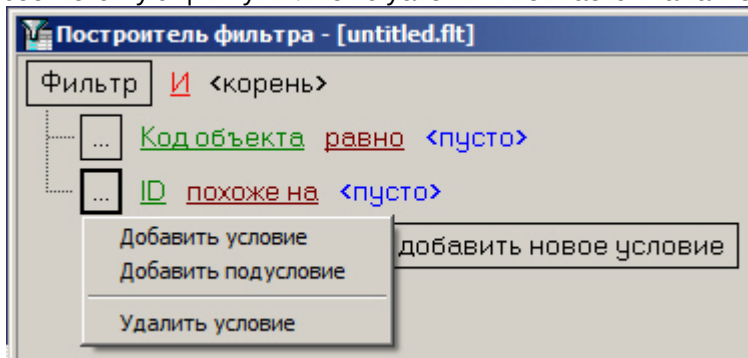 Построитель фильтра - [untitled.flt]
Фильтр И <корень>
... Код объекта равно <пусто>
... ID похоже на <пусто>
Добавить условие
добавить новое условие
Добавить подусловие
Удалить условие